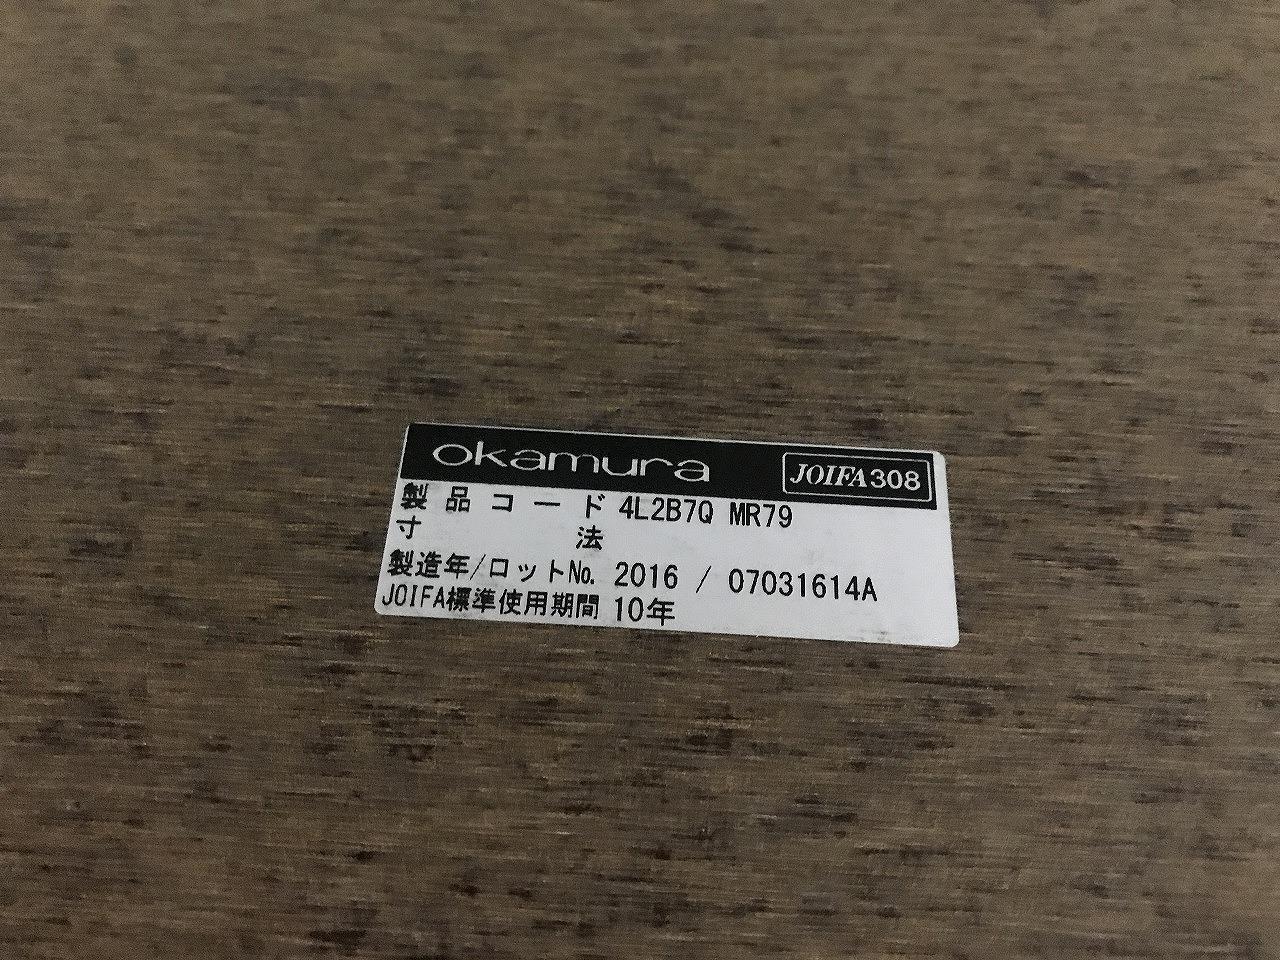 okamura JOIFA308
製品コード 4L2B7Q MR79
寸法
製造年/ロットNo. 2016 / 07031614A
JOIFA標準使用期間 10年